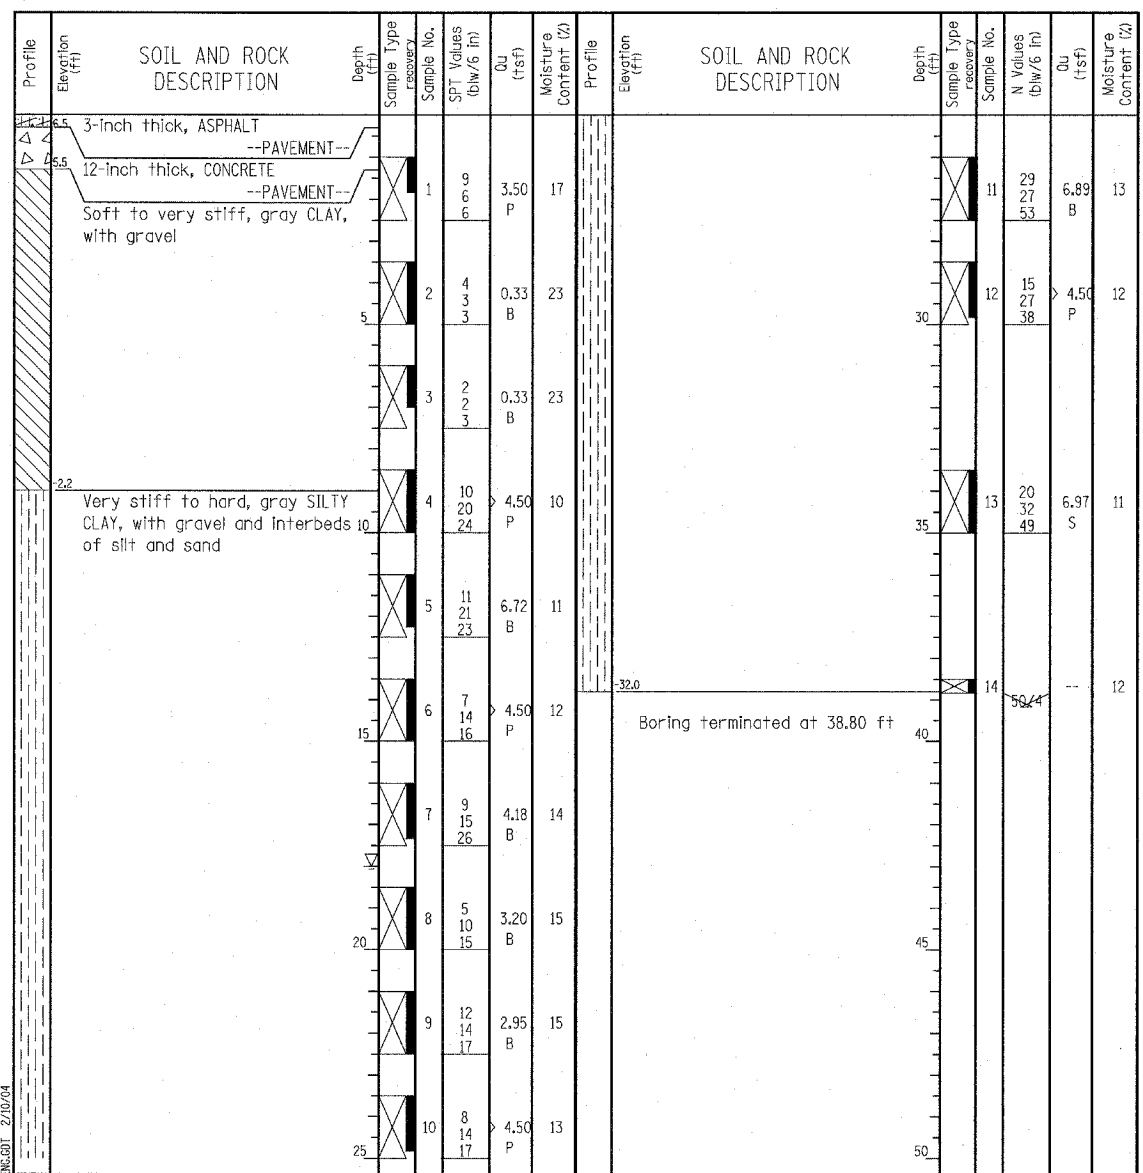 Profile
Elevation (ft)
SOIL AND ROCK DESCRIPTION
Depth (ft)
Sample Type recovery
Sample No.
SPT Values (blw/6 in)
Qu (tsf)
Moisture Content (%)
Profile
Elevation (ft)
SOIL AND ROCK DESCRIPTION
Depth (ft)
Sample Type recovery
Sample No.
N Values (blw/6 in)
Qu (tsf)
Moisture Content (%)
6.5 3-inch thick, ASPHALT
--PAVEMENT--
5.5 12-inch thick, CONCRETE
--PAVEMENT--
Soft to very stiff, gray CLAY,
with gravel
1 9 6 6 3.50 P 17
2 4 3 3 0.33 B 23
5
3 2 2 3 0.33 B 23
-2.2
Very stiff to hard, gray SILTY
CLAY, with gravel and interbeds
of silt and sand
4 10 20 24 > 4.50 P 10
10
5 11 21 23 6.72 B 11
6 7 14 16 > 4.50 P 12
15
7 9 15 26 4.18 B 14
8 5 10 15 3.20 B 15
20
9 12 14 17 2.95 B 15
10 8 14 17 > 4.50 P 13
25
11 29 27 53 6.89 B 13
12 15 27 38 > 4.50 P 12
30
13 20 32 49 6.97 S 11
35
-32.0
14 50/4 -- 12
Boring terminated at 38.80 ft
40
45
50
2/10/04